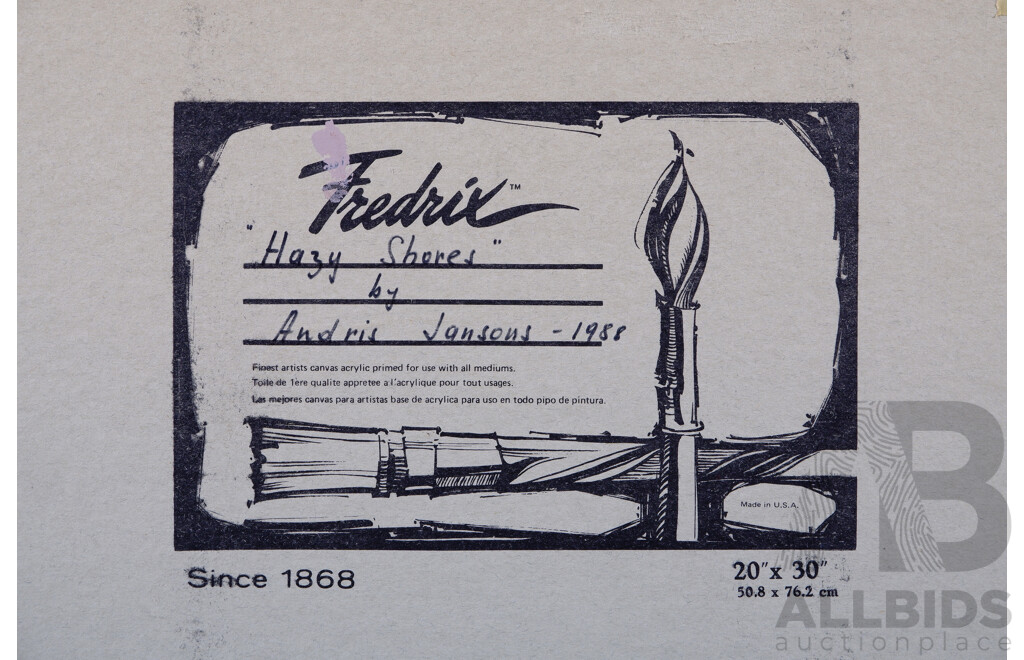 Fredrix™
"Hazy Shores"
by
Andris Jansons - 1988
Finest artists canvas acrylic primed for use with all mediums.
Toile de 1ère qualite appretee a l'acrylique pour tout usages.
Las mejores canvas para artistas base de acrylica para uso en todo pipo de pintura.
Made in U.S.A.
Since 1868
20" x 30"
50.8 x 76.2 cm
AB
ALLBIDS
auctionplace